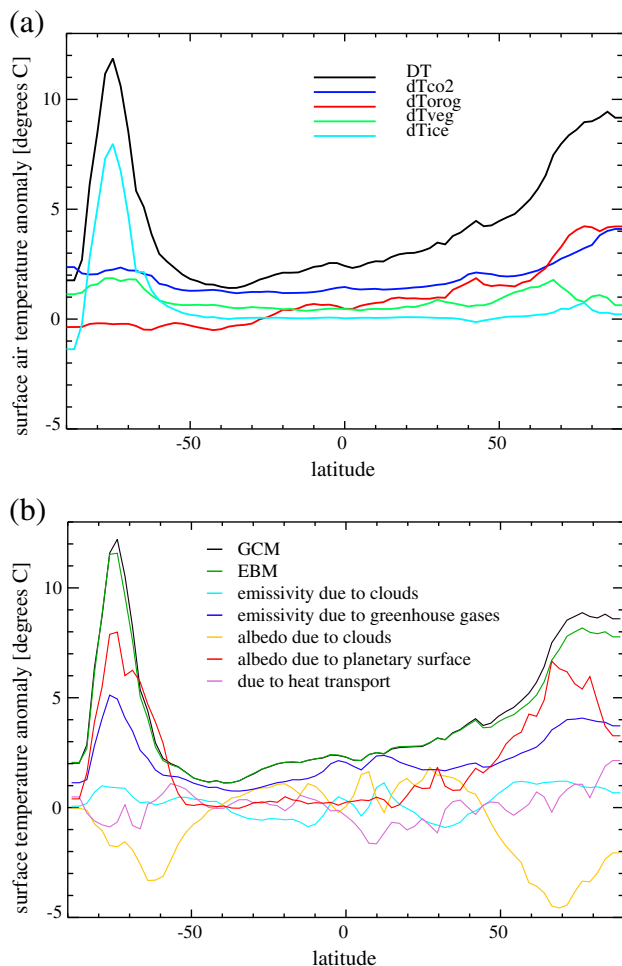 (a)
surface air temperature anomaly [degrees C]
10
5
0
-5
DT
dTco2
dTorog
dTveg
dTice
-50
0
50
latitude
(b)
surface temperature anomaly [degrees C]
10
5
0
-5
GCM
EBM
emissivity due to clouds
emissivity due to greenhouse gases
albedo due to clouds
albedo due to planetary surface
due to heat transport
-50
0
50
latitude